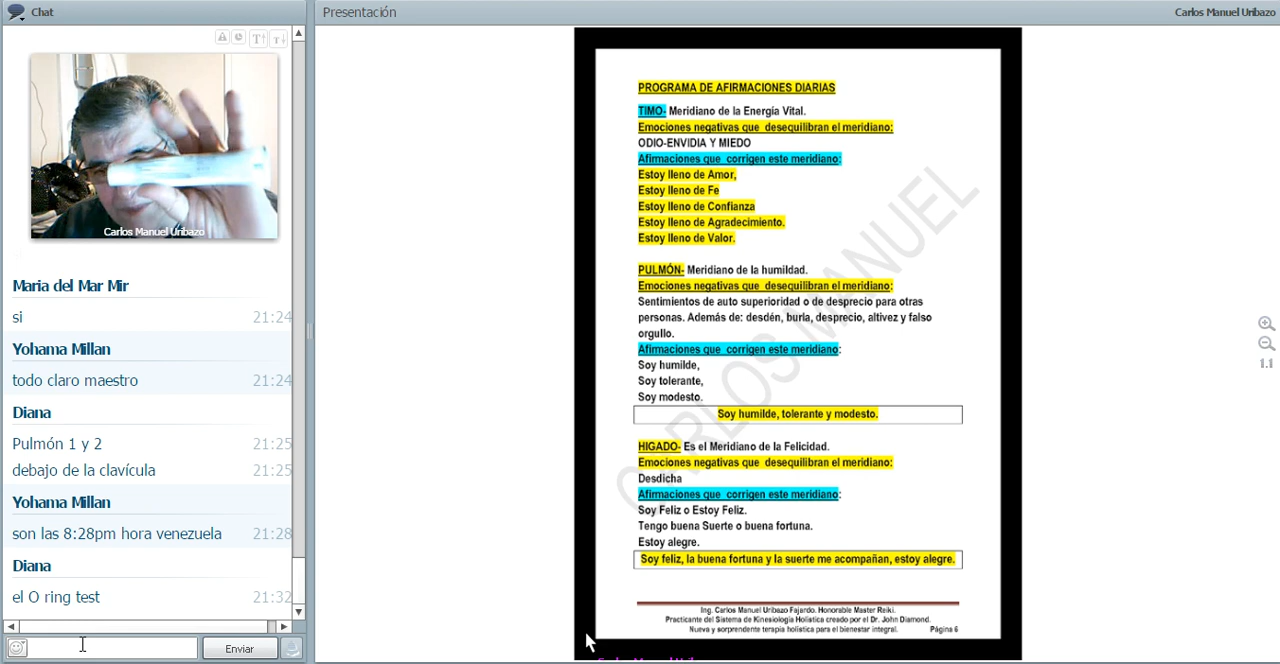 Chat
Presentación
Carlos Manuel Uribazo
Carlos Manuel Uribazo
Maria del Mar Mir
si 21:24
Yohama Millan
todo claro maestro 21:24
Diana
Pulmón 1 y 2 21:25
debajo de la clavícula 21:25
Yohama Millan
son las 8:28pm hora venezuela 21:28
Diana
el O ring test 21:32
Enviar
PROGRAMA DE AFIRMACIONES DIARIAS
TIMO- Meridiano de la Energía Vital.
Emociones negativas que desequilibran el meridiano:
ODIO-ENVIDIA Y MIEDO
Afirmaciones que corrigen este meridiano:
Estoy lleno de Amor,
Estoy lleno de Fe
Estoy lleno de Confianza
Estoy lleno de Agradecimiento.
Estoy lleno de Valor.
PULMÓN- Meridiano de la humildad.
Emociones negativas que desequilibran el meridiano:
Sentimientos de auto superioridad o de desprecio para otras
personas. Además de: desdén, burla, desprecio, altivez y falso
orgullo.
Afirmaciones que corrigen este meridiano:
Soy humilde,
Soy tolerante,
Soy modesto.
Soy humilde, tolerante y modesto.
HIGADO- Es el Meridiano de la Felicidad.
Emociones negativas que desequilibran el meridiano:
Desdicha
Afirmaciones que corrigen este meridiano:
Soy Feliz o Estoy Feliz.
Tengo buena Suerte o buena fortuna.
Estoy alegre.
Soy feliz, la buena fortuna y la suerte me acompañan, estoy alegre.
Ing. Carlos Manuel Uribazo Fajardo. Honorable Master Reiki.
Practicante del Sistema de Kinesiología Holística creado por el Dr. John Diamond.
Nueva y sorprendente terapia holística para el bienestar integral. Página 6
CARLOS MANUEL
1.1